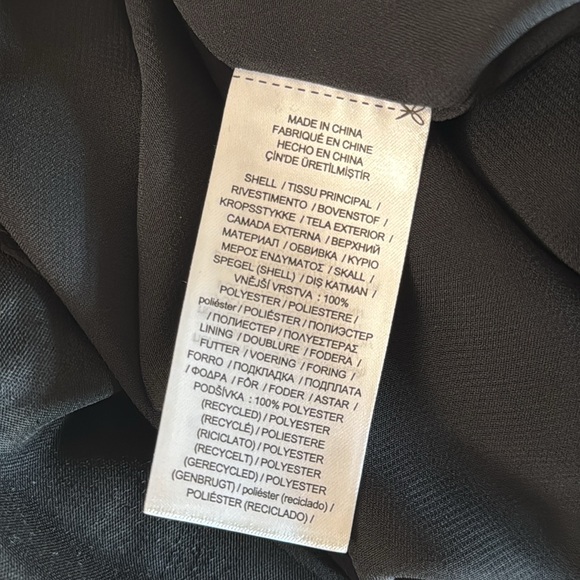 MADE IN CHINA
FABRIQUÉ EN CHINE
HECHO EN CHINA
ÇİN'DE ÜRETİLMİŞTİR
SHELL / TISSU PRINCIPAL /
RIVESTIMENTO / BOVENSTOF /
KROPSSTYKKE / TELA EXTERIOR /
CAMADA EXTERNA / ВЕРХНИЙ
МАТЕРИАЛ / ОБВИВКА / ΚΥΡΙΟ
ΜΕΡΟΣ ΕΝΔΥΜΑΤΟΣ / SKALL /
SPEGEL (SHELL) / DIŞ KATMAN /
VNĚJŠÍ VRSTVA : 100%
POLYESTER / POLIESTERE /
poliéster / POLIÉSTER / ПОЛИЭСТЕР
/ ПОЛИЕСТЕР / ΠΟΛΥΕΣΤΕΡΑΣ
LINING / DOUBLURE / FODERA /
FUTTER / VOERING / FORING /
FORRO / ПОДКЛАДКА / ПОДПЛАТА
/ ΦΟΔΡΑ / FÔR / FODER / ASTAR /
PODŠÍVKA : 100% POLYESTER
(RECYCLED) / POLYESTER
(RECYCLÉ) / POLIESTERE
(RICICLATO) / POLYESTER
(RECYCELT) / POLYESTER
(GERECYCLED) / POLYESTER
(GENBRUGT) / poliéster (reciclado) /
POLIÉSTER (RECICLADO) /